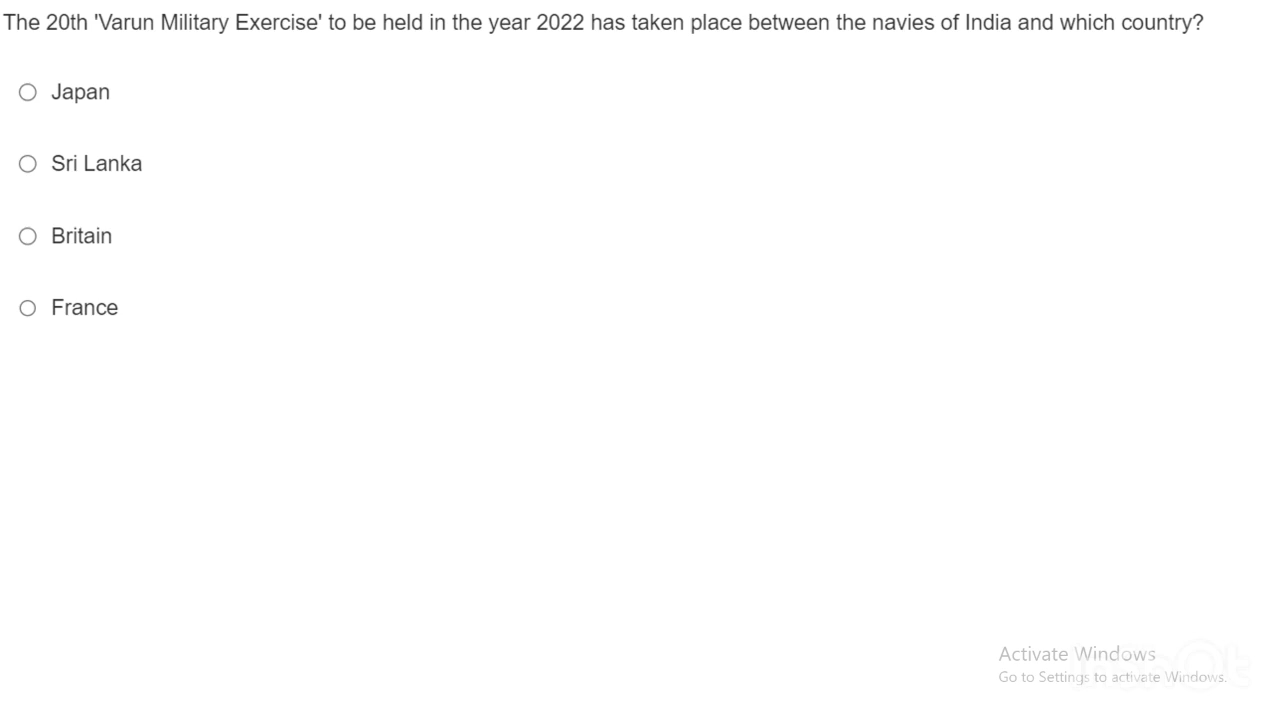 The 20th 'Varun Military Exercise' to be held in the year 2022 has taken place between the navies of India and which country?
Japan
Sri Lanka
Britain
France
Activate Windows
Go to Settings to activate Windows.